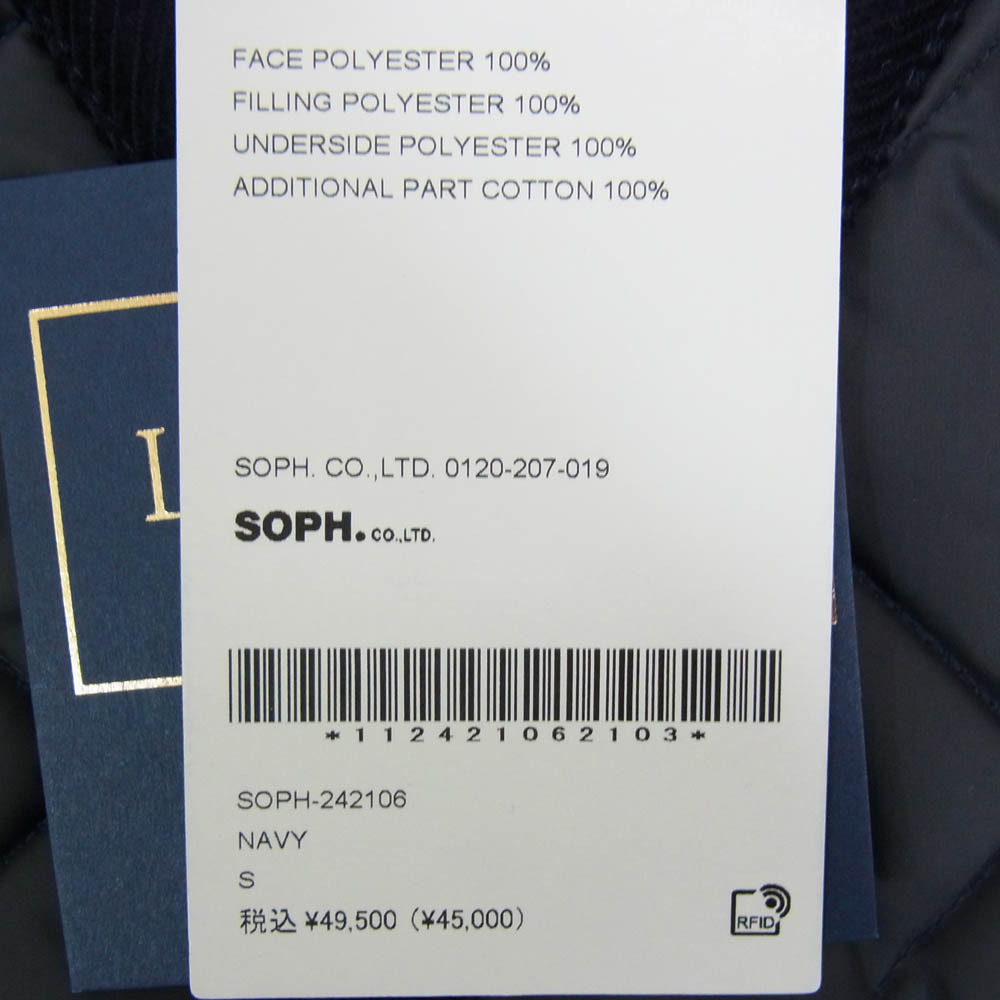 FACE POLYESTER 100%
FILLING POLYESTER 100%
UNDERSIDE POLYESTER 100%
ADDITIONAL PART COTTON 100%
L
SOPH. CO.,LTD. 0120-207-019
SOPH. CO.,LTD.
*112421062103*
SOPH-242106
NAVY
S
税込 ¥49,500（¥45,000）
RFID